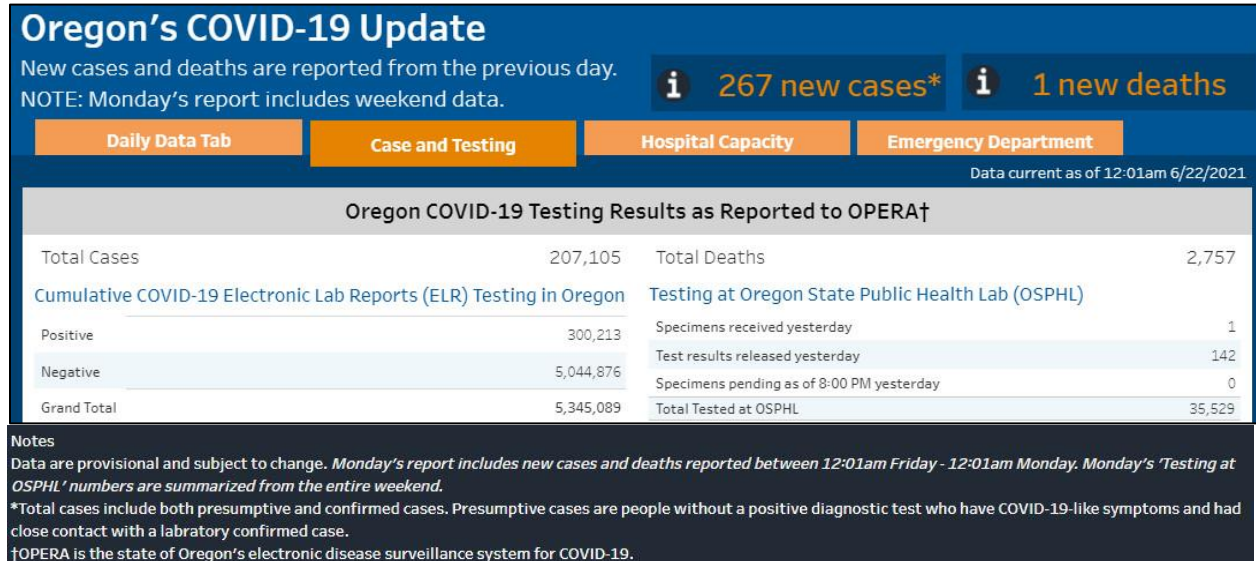 Oregon's COVID-19 Update
New cases and deaths are reported from the previous day.
NOTE: Monday's report includes weekend data.
i 267 new cases*
i 1 new deaths
Daily Data Tab
Case and Testing
Hospital Capacity
Emergency Department
Data current as of 12:01am 6/22/2021
Oregon COVID-19 Testing Results as Reported to OPERA†
Total Cases 207,105
Total Deaths 2,757
Cumulative COVID-19 Electronic Lab Reports (ELR) Testing in Oregon
Positive 300,213
Negative 5,044,876
Grand Total 5,345,089
Testing at Oregon State Public Health Lab (OSPHL)
Specimens received yesterday 1
Test results released yesterday 142
Specimens pending as of 8:00 PM yesterday 0
Total Tested at OSPHL 35,529
Notes
Data are provisional and subject to change. Monday's report includes new cases and deaths reported between 12:01am Friday - 12:01am Monday. Monday's 'Testing at
OSPHL' numbers are summarized from the entire weekend.
*Total cases include both presumptive and confirmed cases. Presumptive cases are people without a positive diagnostic test who have COVID-19-like symptoms and had
close contact with a labratory confirmed case.
†OPERA is the state of Oregon's electronic disease surveillance system for COVID-19.